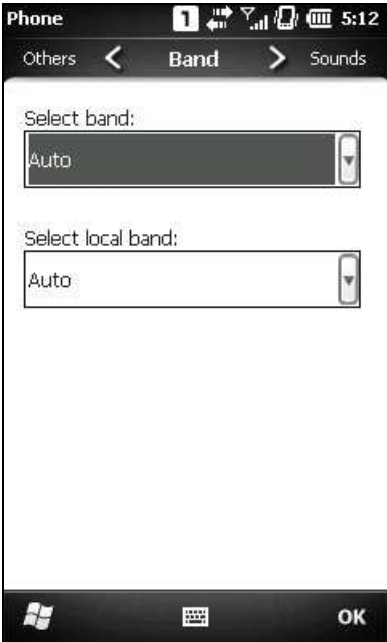 Phone 1 5:12
Others < Band > Sounds
Select band:
Auto
Select local band:
Auto
OK